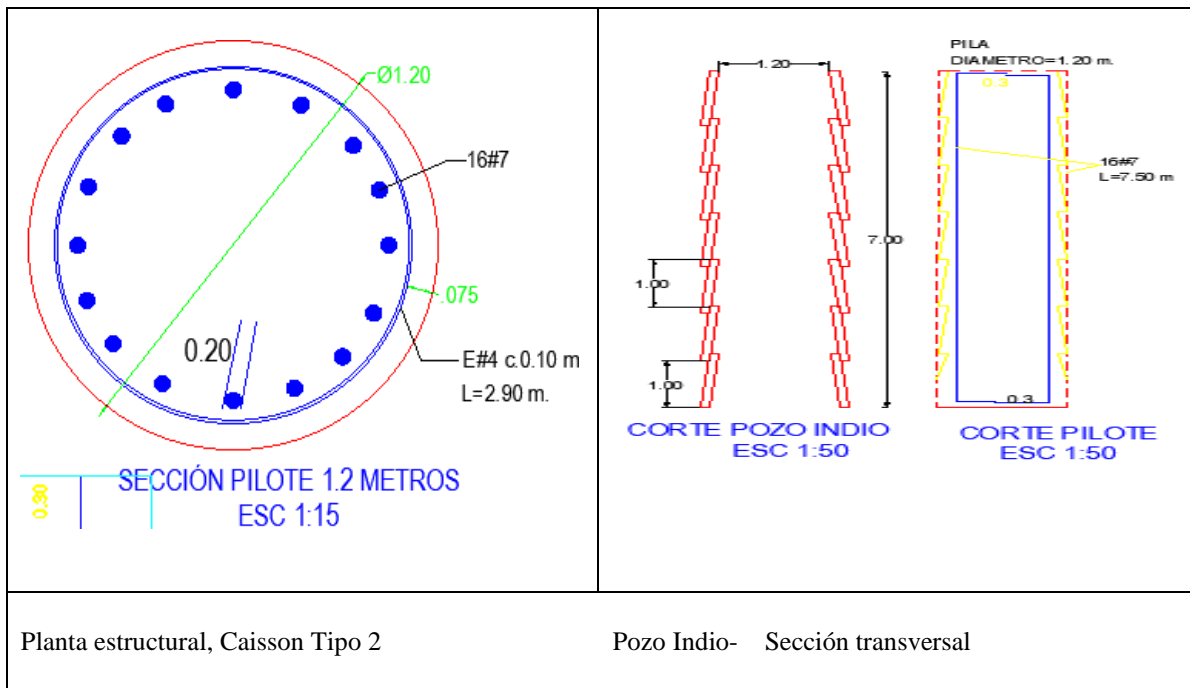 Ø1.20
16#7
.075
0.20
E#4 c.0.10 m
L=2.90 m.
SECCIÓN PILOTE 1.2 METROS
ESC 1:15
0.90
1.20
7.00
1.00
1.00
CORTE POZO INDIO
ESC 1:50
PILA
DIAMETRO=1.20 m.
0.3
16#7
L=7.50 m
0.3
CORTE PILOTE
ESC 1:50
Planta estructural, Caisson Tipo 2
Pozo Indio- Sección transversal